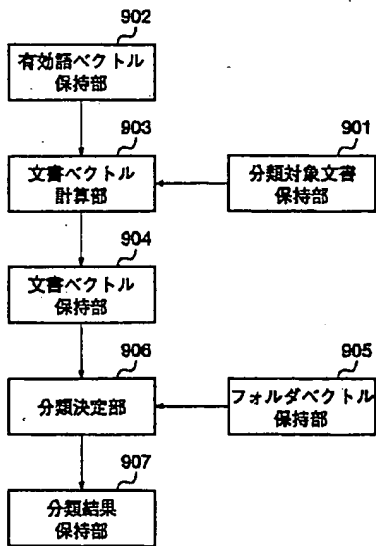 902
有効語ベクトル
保持部
903
文書ベクトル
計算部
901
分類対象文書
保持部
904
文書ベクトル
保持部
906
分類決定部
905
フォルダベクトル
保持部
907
分類結果
保持部